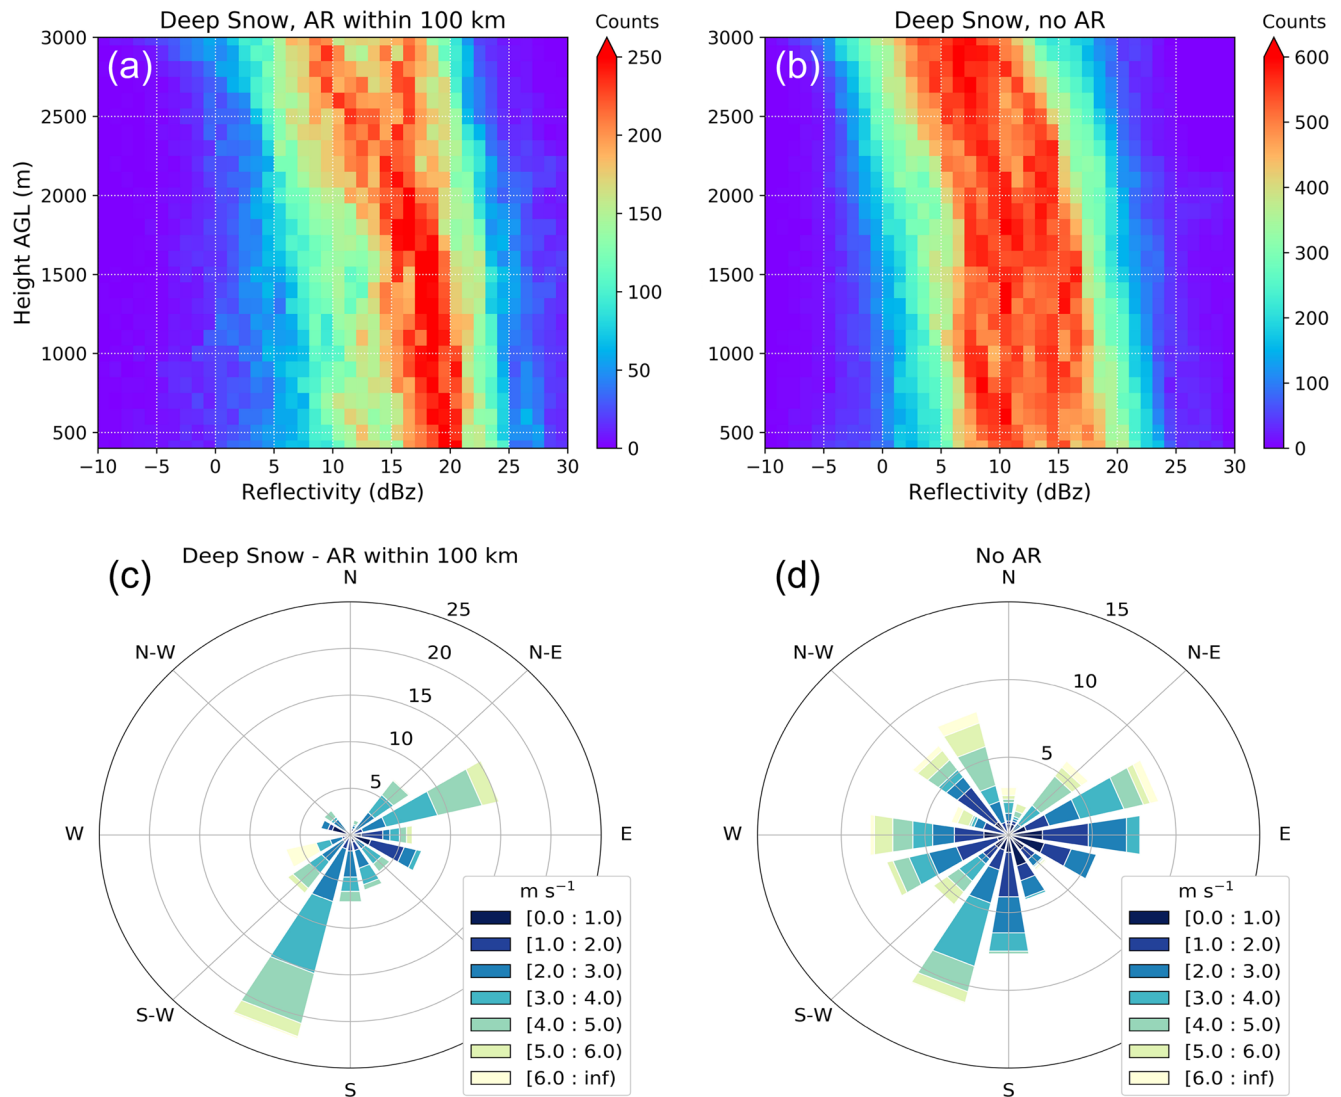 Deep Snow, AR within 100 km
Counts
(a)
3000
2500
2000
1500
1000
500
Height AGL (m)
−10 −5 0 5 10 15 20 25 30
Reflectivity (dBz)
250
200
150
100
50
0
Deep Snow, no AR
Counts
(b)
3000
2500
2000
1500
1000
500
−10 −5 0 5 10 15 20 25 30
Reflectivity (dBz)
600
500
400
300
200
100
0
(c)
Deep Snow - AR within 100 km
N
N-E
E
S
S-W
W
N-W
25
20
15
10
5
m s⁻¹
[0.0 : 1.0)
[1.0 : 2.0)
[2.0 : 3.0)
[3.0 : 4.0)
[4.0 : 5.0)
[5.0 : 6.0)
[6.0 : inf)
(d)
No AR
N
N-E
E
S
S-W
W
N-W
15
10
5
m s⁻¹
[0.0 : 1.0)
[1.0 : 2.0)
[2.0 : 3.0)
[3.0 : 4.0)
[4.0 : 5.0)
[5.0 : 6.0)
[6.0 : inf)